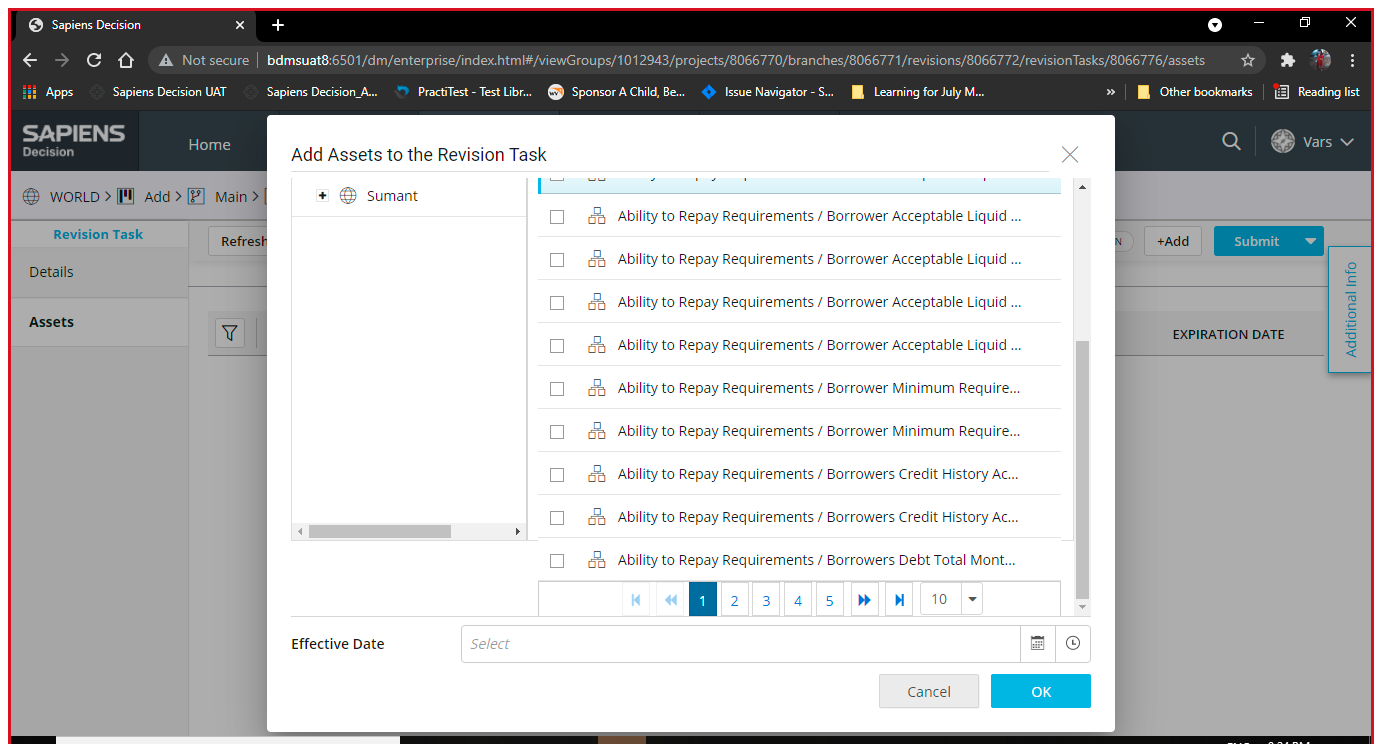 Sapiens Decision
Not secure
bdmsuat8:6501/dm/enterprise/index.html#/viewGroups/1012943/projects/8066770/branches/8066771/revisions/8066772/revisionTasks/8066776/assets
Apps
Sapiens Decision UAT
Sapiens Decision_A...
PractiTest - Test Libr...
Sponsor A Child, Be...
Issue Navigator - S...
Learning for July M...
»
Other bookmarks
Reading list
SAPIENS
Decision
Home
Vars
WORLD > Add > Main >
Revision Task
Details
Assets
Refresh
+Add
Submit
Additional Info
EXPIRATION DATE
Add Assets to the Revision Task
Sumant
Ability to Repay Requirements / Borrower Acceptable Liquid ...
Ability to Repay Requirements / Borrower Acceptable Liquid ...
Ability to Repay Requirements / Borrower Acceptable Liquid ...
Ability to Repay Requirements / Borrower Acceptable Liquid ...
Ability to Repay Requirements / Borrower Minimum Require...
Ability to Repay Requirements / Borrower Minimum Require...
Ability to Repay Requirements / Borrowers Credit History Ac...
Ability to Repay Requirements / Borrowers Credit History Ac...
Ability to Repay Requirements / Borrowers Debt Total Mont...
1 2 3 4 5 10
Effective Date
Select
Cancel
OK